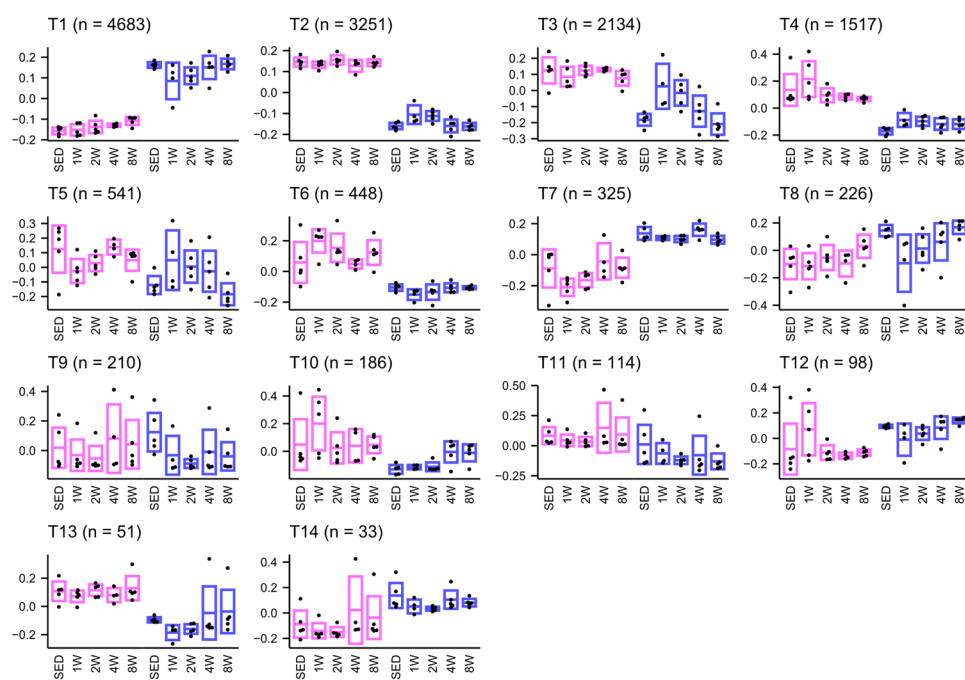 T1 (n = 4683) T2 (n = 3251) T3 (n = 2134) T4 (n = 1517)
0.2 0.1 0.0 −0.1 −0.2
0.2 0.1 0.0 −0.1 −0.2
0.2 0.1 0.0 −0.1 −0.2 −0.3
0.4 0.2 0.0 −0.2
SED 1W 2W 4W 8W SED 1W 2W 4W 8W
SED 1W 2W 4W 8W SED 1W 2W 4W 8W
SED 1W 2W 4W 8W SED 1W 2W 4W 8W
SED 1W 2W 4W 8W SED 1W 2W 4W 8W
T5 (n = 541) T6 (n = 448) T7 (n = 325) T8 (n = 226)
0.3 0.2 0.1 0.0 −0.1 −0.2
0.2 0.0 −0.2
0.2 0.0 −0.2
0.2 0.0 −0.2 −0.4
SED 1W 2W 4W 8W SED 1W 2W 4W 8W
SED 1W 2W 4W 8W SED 1W 2W 4W 8W
SED 1W 2W 4W 8W SED 1W 2W 4W 8W
SED 1W 2W 4W 8W SED 1W 2W 4W 8W
T9 (n = 210) T10 (n = 186) T11 (n = 114) T12 (n = 98)
0.4 0.2 0.0
0.4 0.2 0.0
0.50 0.25 0.00 −0.25
0.4 0.2 0.0 −0.2
SED 1W 2W 4W 8W SED 1W 2W 4W 8W
SED 1W 2W 4W 8W SED 1W 2W 4W 8W
SED 1W 2W 4W 8W SED 1W 2W 4W 8W
SED 1W 2W 4W 8W SED 1W 2W 4W 8W
T13 (n = 51) T14 (n = 33)
0.2 0.0 −0.2
0.4 0.2 0.0 −0.2
SED 1W 2W 4W 8W SED 1W 2W 4W 8W
SED 1W 2W 4W 8W SED 1W 2W 4W 8W